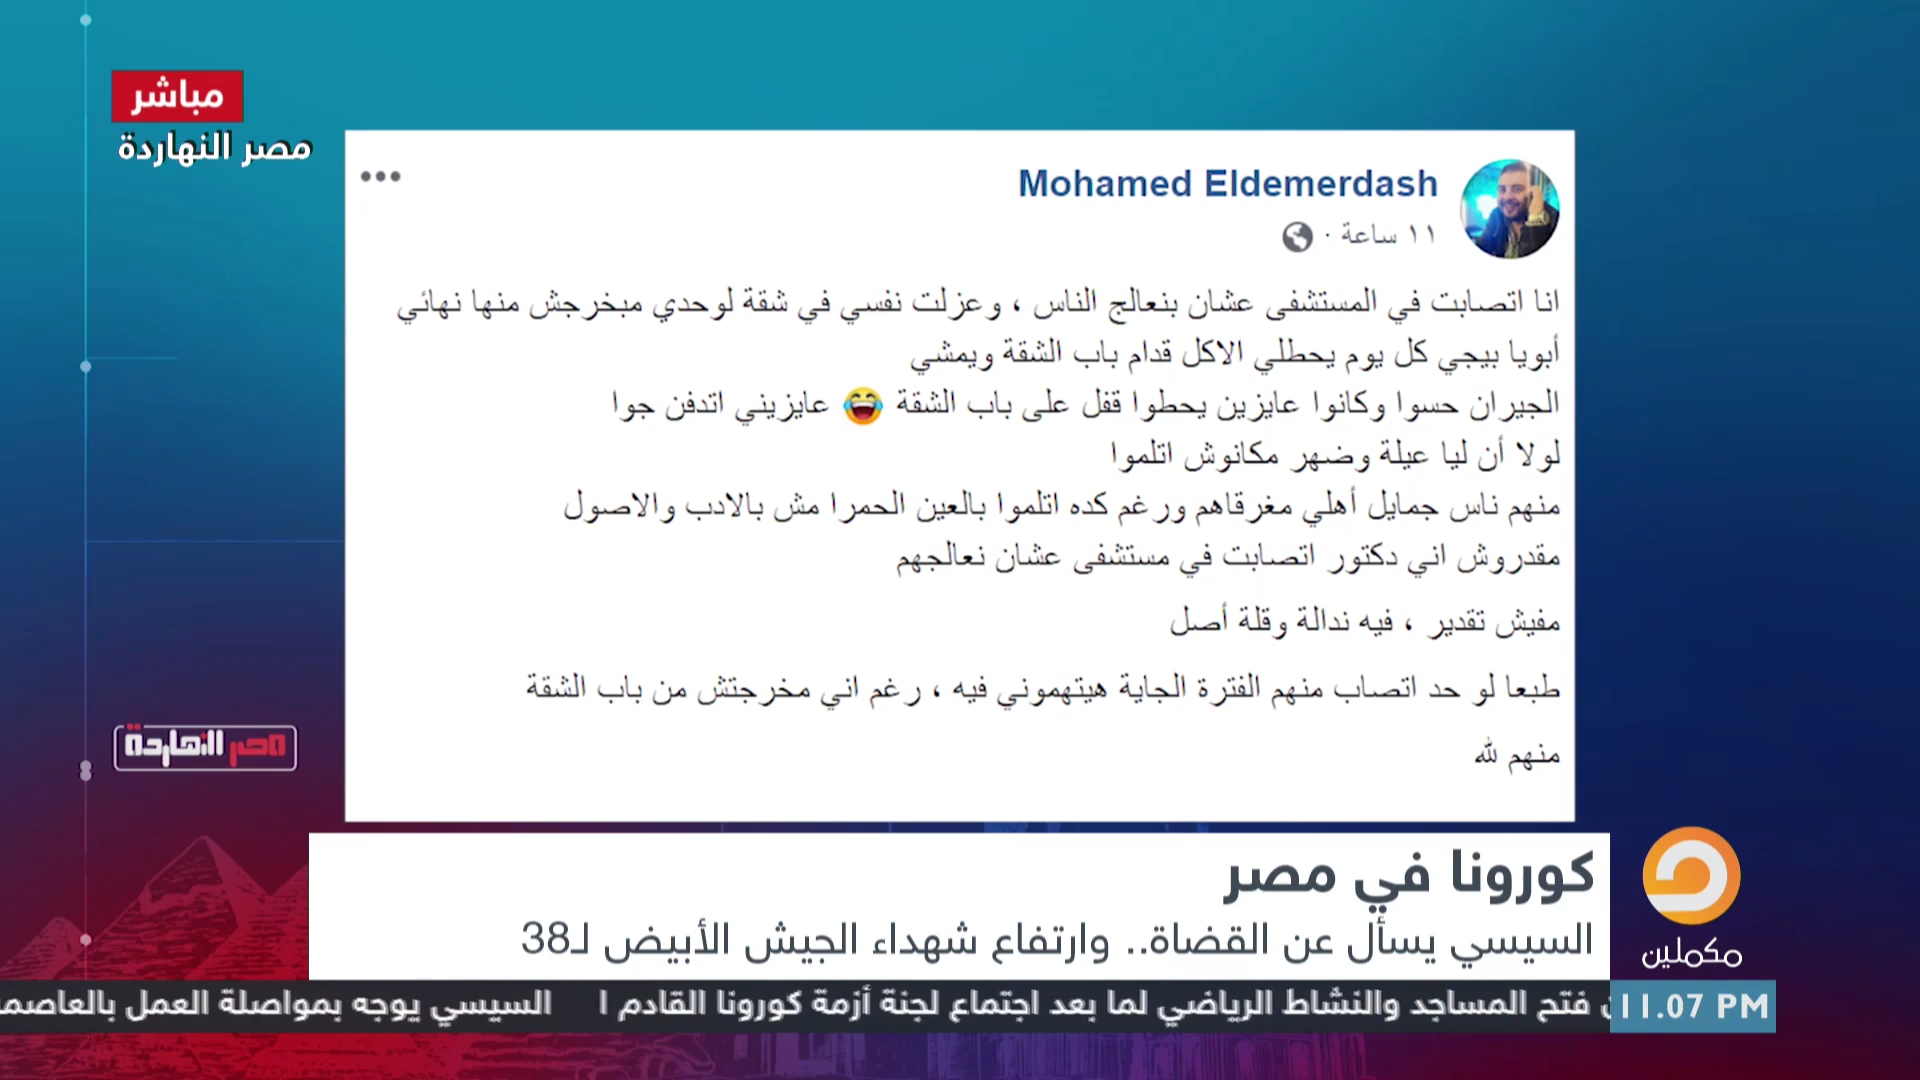 مباشر
مصر النهاردة
Mohamed Eldemerdash
١١ ساعة ·
انا اتصابت في المستشفى عشان بنعالج الناس ، وعزلت نفسي في شقة لوحدي مبخرجش منها نهائي
أبويا بيجي كل يوم يحطلي الاكل قدام باب الشقة ويمشي
الجيران حسوا وكانوا عايزين يحطوا قفل على باب الشقة 😂 عايزيني اتدفن جوا
لولا أن ليا عيلة وضهر مكانوش اتلموا
منهم ناس جمايل أهلي مغرقاهم ورغم كده اتلموا بالعين الحمرا مش بالادب والاصول
مقدروش اني دكتور اتصابت في مستشفى عشان نعالجهم
مفيش تقدير ، فيه ندالة وقلة أصل
طبعا لو حد اتصاب منهم الفترة الجاية هيتهموني فيه ، رغم اني مخرجتش من باب الشقة
منهم لله
مصر النهاردة
كورونا في مصر
السيسي يسأل عن القضاة.. وارتفاع شهداء الجيش الأبيض لـ38
مكملين
فتح المساجد والنشاط الرياضي لما بعد اجتماع لجنة أزمة كورونا القادم ا السيسي يوجه بمواصلة العمل
11.07 PM